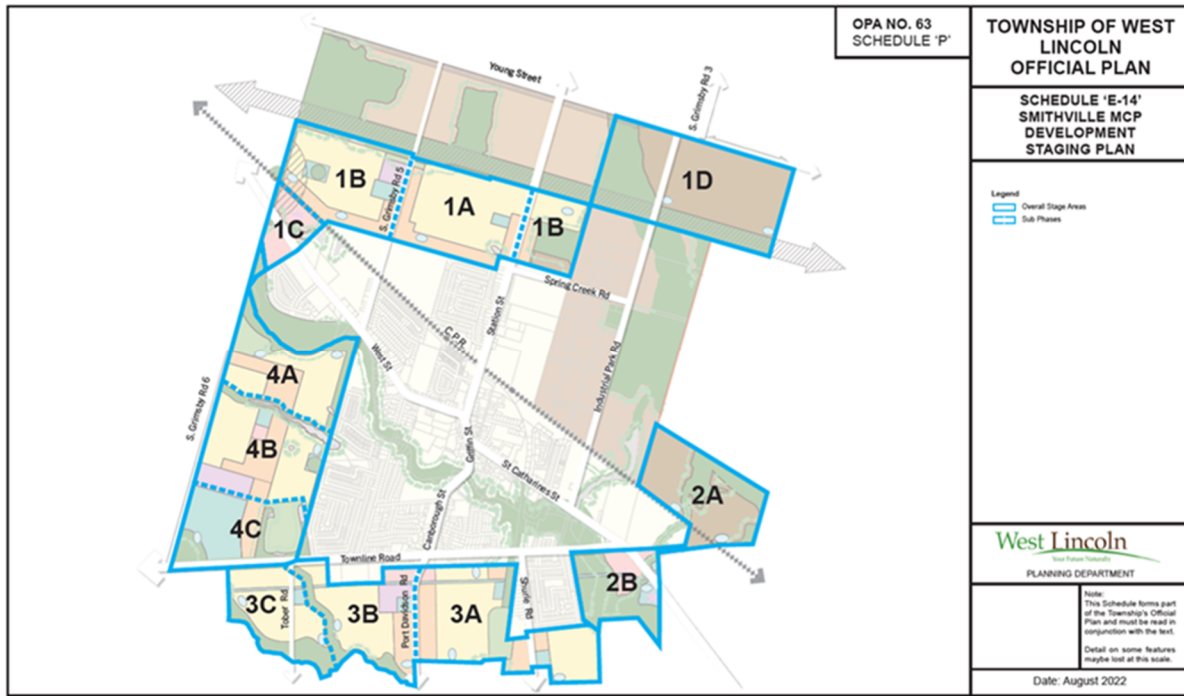 OPA NO. 63
SCHEDULE 'P'
TOWNSHIP OF WEST
LINCOLN
OFFICIAL PLAN
SCHEDULE 'E-14'
SMITHVILLE MCP
DEVELOPMENT
STAGING PLAN
Legend
Overall Stage Areas
Sub Phases
Young Street
S. Grimsby Rd 3
1D
1B
S. Grimsby Rd 5
1A
1B
1C
Spring Creek Rd
Station St
C.P.R.
West St
Industrial Park Rd
4A
S. Grimsby Rd 6
4B
Griffin St
St Catharines St
2A
4C
Canborough St
Townline Road
2B
3C
Tober Rd
3B
Port Davidson Rd
3A
Shurie Rd
West Lincoln
Your Future Naturally
PLANNING DEPARTMENT
Note:
This Schedule forms part
of the Township's Official
Plan and must be read in
conjunction with the text.
Detail on some features
maybe lost at this scale.
Date: August 2022